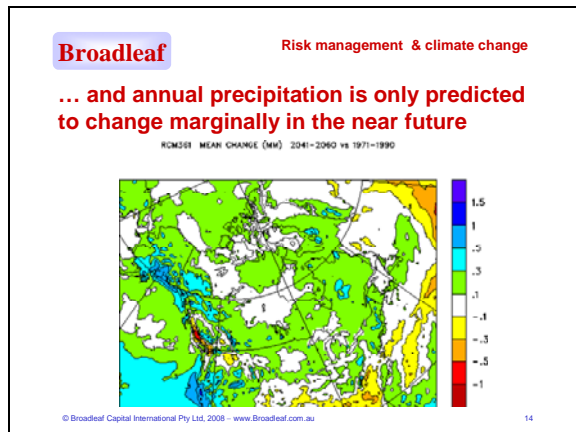 Broadleaf
Risk management & climate change
… and annual precipitation is only predicted
to change marginally in the near future
RCM3G1 MEAN CHANGE (MM) 2041-2060 vs 1971-1990
1.5
1
.5
.3
.1
-.1
-.3
-.5
-1
© Broadleaf Capital International Pty Ltd, 2008 – www.Broadleaf.com.au
14